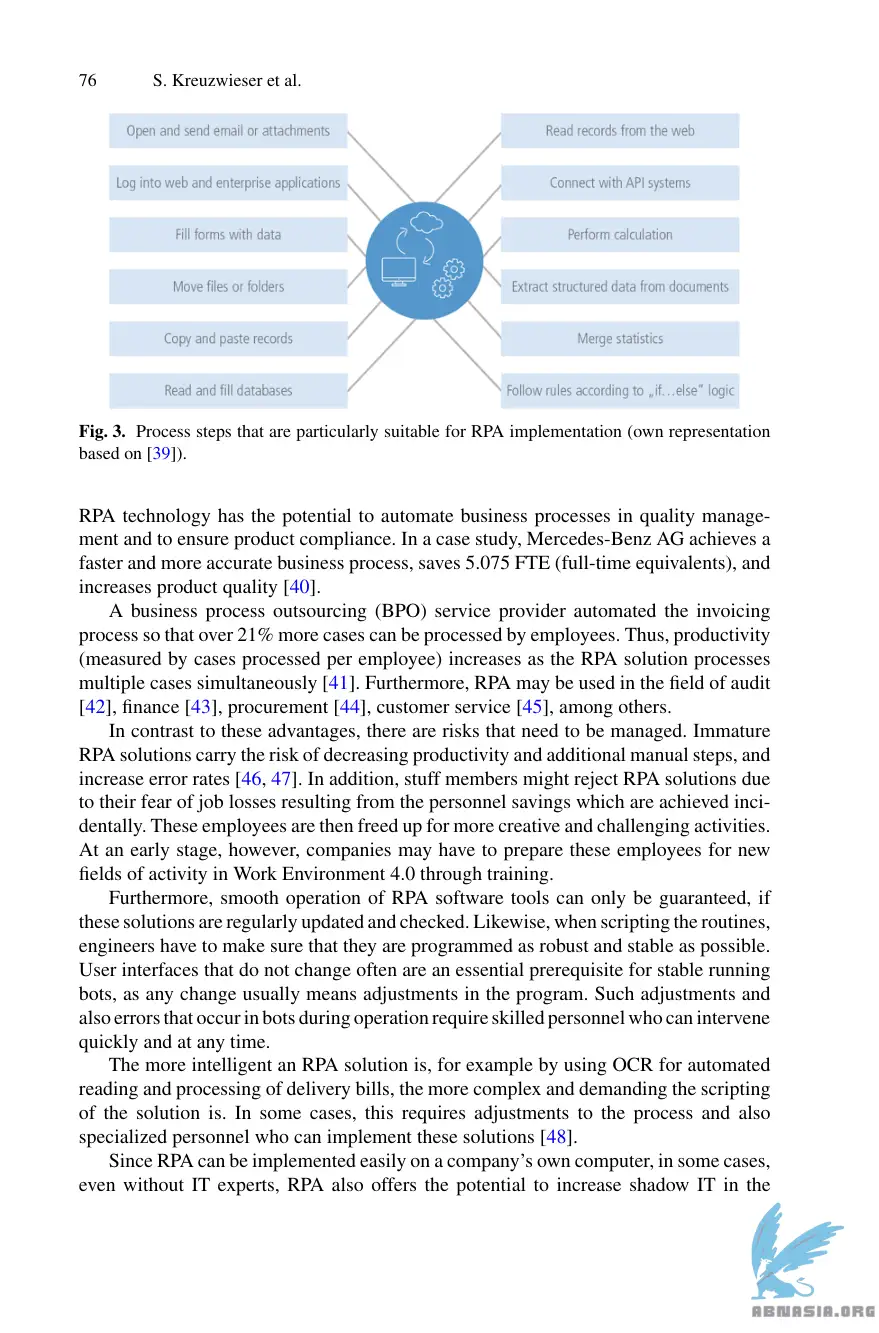 76 S. Kreuzwieser et al.
Open and send email or attachments
Log into web and enterprise applications
Fill forms with data
Move files or folders
Copy and paste records
Read and fill databases
Read records from the web
Connect with API systems
Perform calculation
Extract structured data from documents
Merge statistics
Follow rules according to „if…else“ logic
Fig. 3. Process steps that are particularly suitable for RPA implementation (own representation
based on [39]).
RPA technology has the potential to automate business processes in quality manage-
ment and to ensure product compliance. In a case study, Mercedes-Benz AG achieves a
faster and more accurate business process, saves 5.075 FTE (full-time equivalents), and
increases product quality [40].
A business process outsourcing (BPO) service provider automated the invoicing
process so that over 21% more cases can be processed by employees. Thus, productivity
(measured by cases processed per employee) increases as the RPA solution processes
multiple cases simultaneously [41]. Furthermore, RPA may be used in the field of audit
[42], finance [43], procurement [44], customer service [45], among others.
In contrast to these advantages, there are risks that need to be managed. Immature
RPA solutions carry the risk of decreasing productivity and additional manual steps, and
increase error rates [46, 47]. In addition, stuff members might reject RPA solutions due
to their fear of job losses resulting from the personnel savings which are achieved inci-
dentally. These employees are then freed up for more creative and challenging activities.
At an early stage, however, companies may have to prepare these employees for new
fields of activity in Work Environment 4.0 through training.
Furthermore, smooth operation of RPA software tools can only be guaranteed, if
these solutions are regularly updated and checked. Likewise, when scripting the routines,
engineers have to make sure that they are programmed as robust and stable as possible.
User interfaces that do not change often are an essential prerequisite for stable running
bots, as any change usually means adjustments in the program. Such adjustments and
also errors that occur in bots during operation require skilled personnel who can intervene
quickly and at any time.
The more intelligent an RPA solution is, for example by using OCR for automated
reading and processing of delivery bills, the more complex and demanding the scripting
of the solution is. In some cases, this requires adjustments to the process and also
specialized personnel who can implement these solutions [48].
Since RPA can be implemented easily on a company's own computer, in some cases,
even without IT experts, RPA also offers the potential to increase shadow IT in the
ABNASIA.ORG